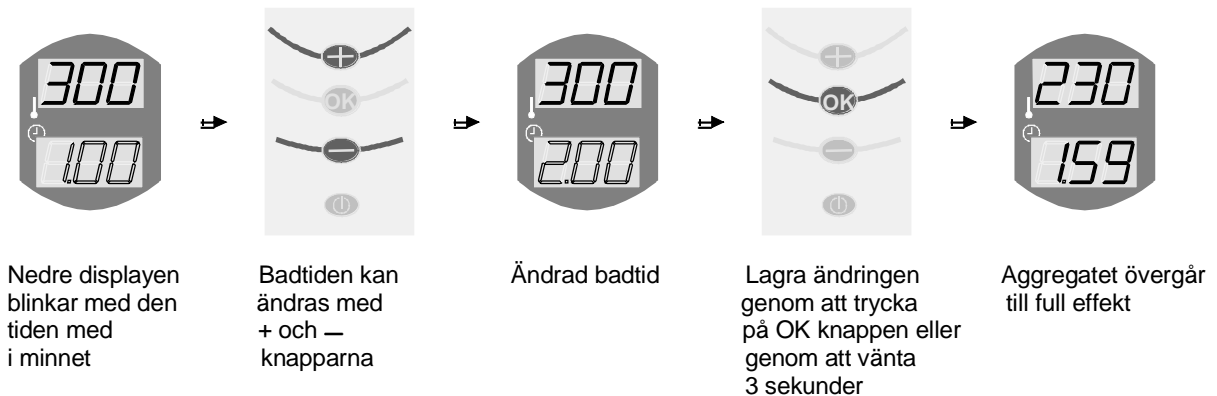 300
1.00
OK
300
2.00
OK
230
1.59
Nedre displayen
blinkar med den
tiden med
i minnet
Badtiden kan
ändras med
+ och –
knapparna
Ändrad badtid
Lagra ändringen
genom att trycka
på OK knappen eller
genom att vänta
3 sekunder
Aggregatet övergår
till full effekt